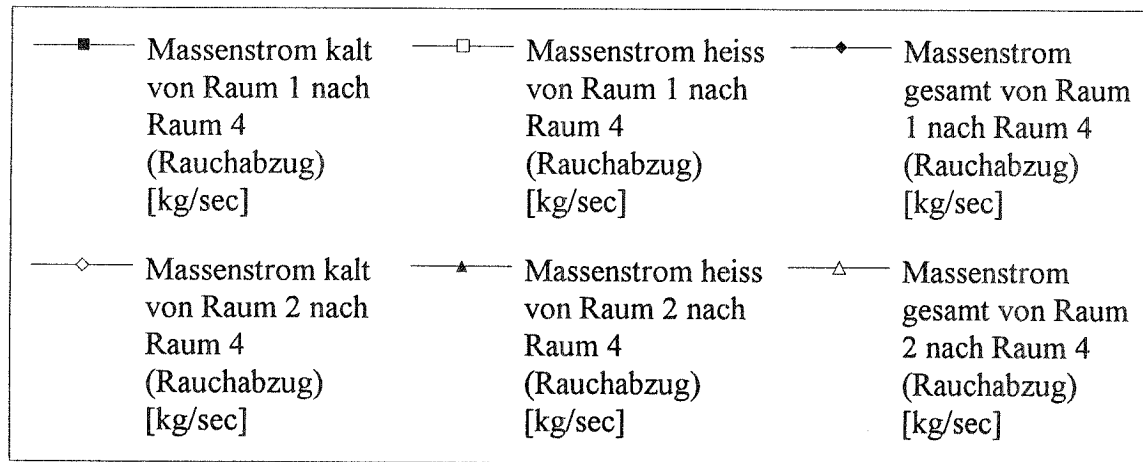 Massenstrom kalt
von Raum 1 nach
Raum 4
(Rauchabzug)
[kg/sec]
Massenstrom heiss
von Raum 1 nach
Raum 4
(Rauchabzug)
[kg/sec]
Massenstrom
gesamt von Raum
1 nach Raum 4
(Rauchabzug)
[kg/sec]
Massenstrom kalt
von Raum 2 nach
Raum 4
(Rauchabzug)
[kg/sec]
Massenstrom heiss
von Raum 2 nach
Raum 4
(Rauchabzug)
[kg/sec]
Massenstrom
gesamt von Raum
2 nach Raum 4
(Rauchabzug)
[kg/sec]